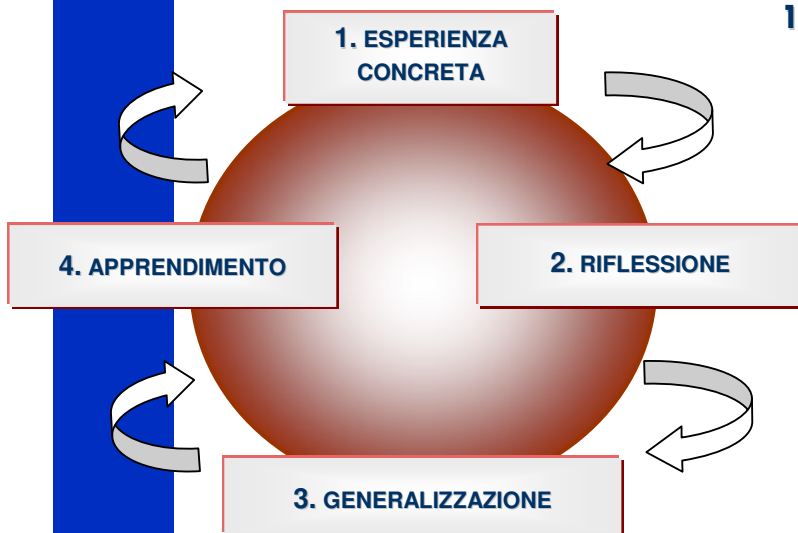 1
1. ESPERIENZA
CONCRETA
4. APPRENDIMENTO
2. RIFLESSIONE
3. GENERALIZZAZIONE